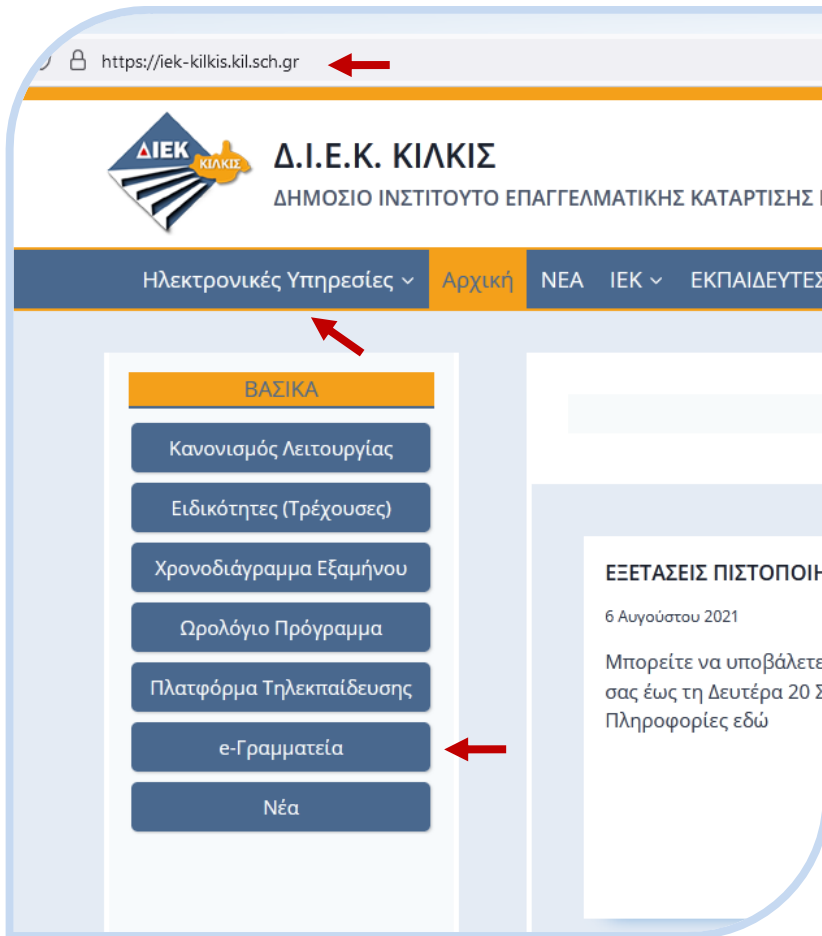 https://iek-kilkis.kil.sch.gr
ΔΙΕΚ
ΚΙΛΚΙΣ
Δ.Ι.Ε.Κ. ΚΙΛΚΙΣ
ΔΗΜΟΣΙΟ ΙΝΣΤΙΤΟΥΤΟ ΕΠΑΓΓΕΛΜΑΤΙΚΗΣ ΚΑΤΑΡΤΙΣΗΣ
Ηλεκτρονικές Υπηρεσίες Αρχική ΝΕΑ ΙΕΚ ΕΚΠΑΙΔΕΥΤΕΣ
ΒΑΣΙΚΑ
Κανονισμός Λειτουργίας
Ειδικότητες (Τρέχουσες)
Χρονοδιάγραμμα Εξαμήνου
Ωρολόγιο Πρόγραμμα
Πλατφόρμα Τηλεκπαίδευσης
e-Γραμματεία
Νέα
ΕΞΕΤΑΣΕΙΣ ΠΙΣΤΟΠΟΙΗ
6 Αυγούστου 2021
Μπορείτε να υποβάλετε
σας έως τη Δευτέρα 20 Σ
Πληροφορίες εδώ